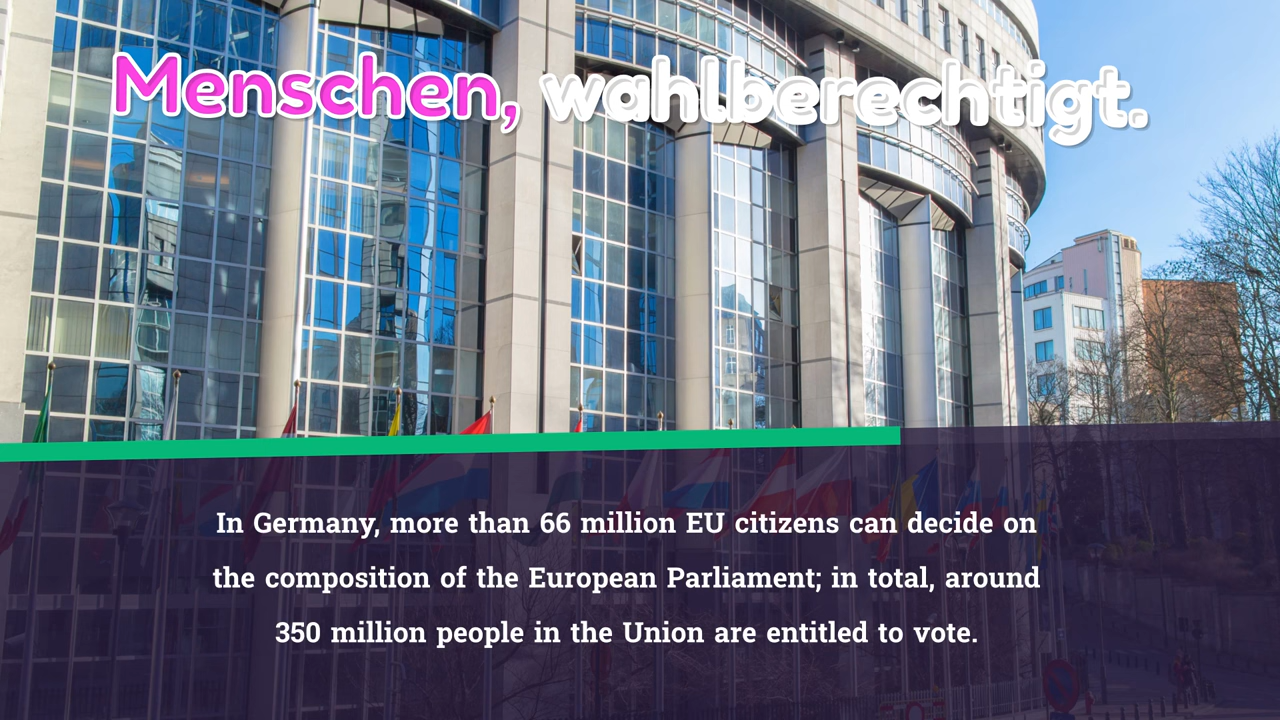 Menschen, wahlberechtigt.
In Germany, more than 66 million EU citizens can decide on
the composition of the European Parliament; in total, around
350 million people in the Union are entitled to vote.